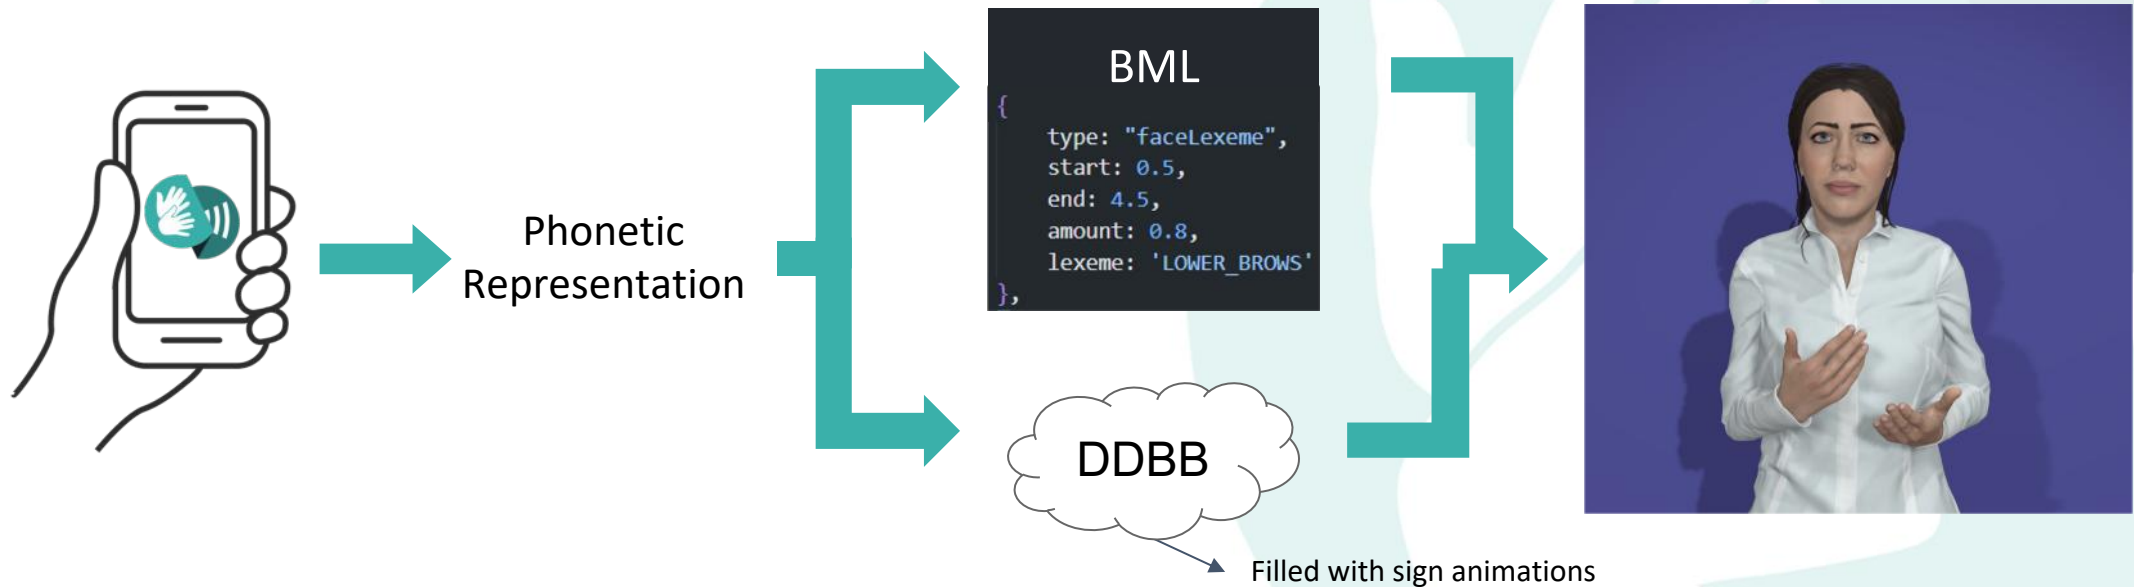 Phonetic
Representation
BML
{
type: "faceLexeme",
start: 0.5,
end: 4.5,
amount: 0.8,
lexeme: 'LOWER_BROWS'
},
DDBB
Filled with sign animations